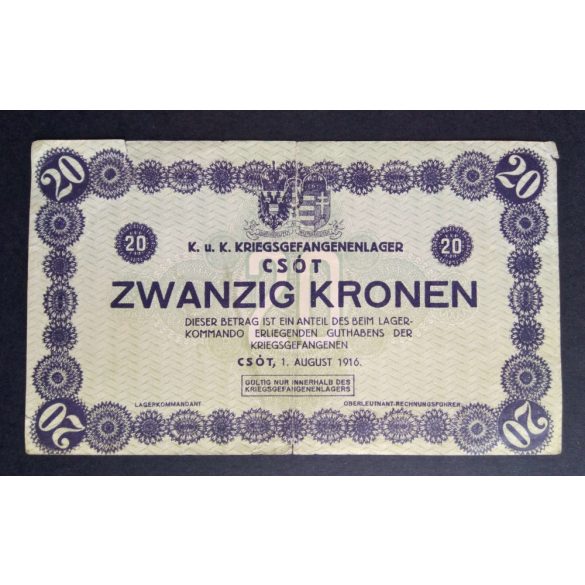 20 20
K. u. K. KRIEGSGEFANGENENLAGER
20 CSÓT 20
ZWANZIG KRONEN
DIESER BETRAG IST EIN ANTEIL DES BEIM LAGER-
KOMMANDO ERLIEGENDEN GUTHABENS DER
KRIEGSGEFANGENEN
CSÓT, 1. AUGUST 1916.
GÜLTIG NUR INNERHALB DES
KRIEGSGEFANGENENLAGERS
LAGERKOMMANDANT OBERLEUTNANT-RECHNUNGSFÜHRER
20 20